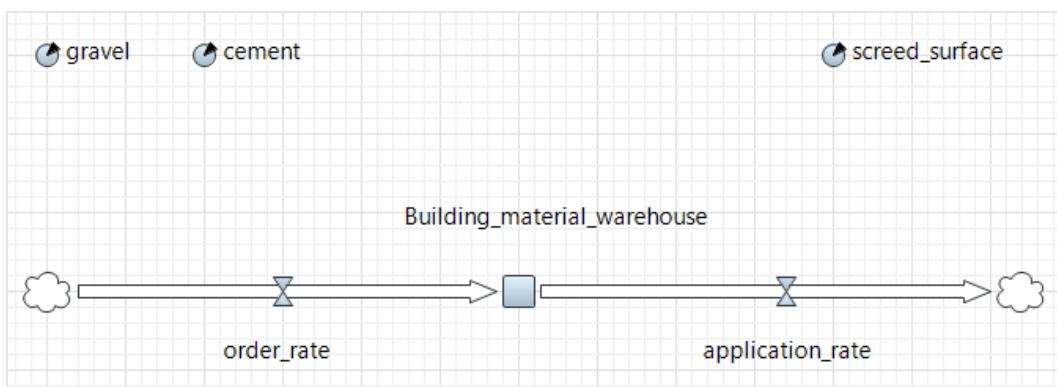 gravel
cement
screed_surface
Building_material_warehouse
order_rate
application_rate